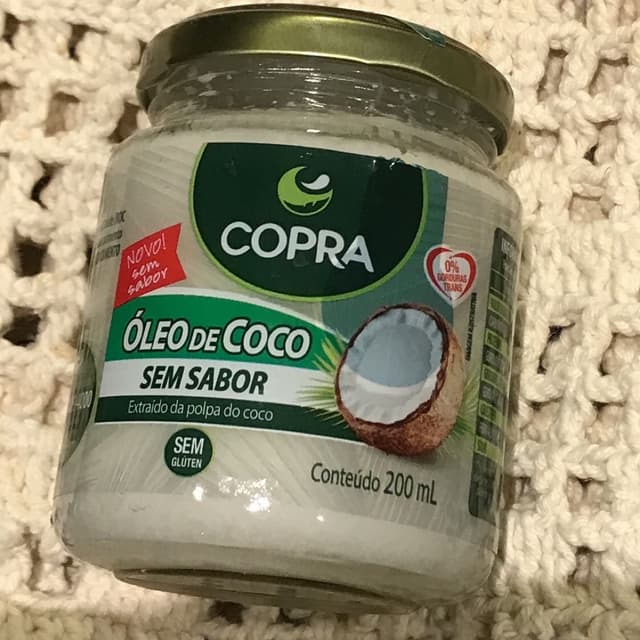 COPRA
NOVO!
sem
sabor
0%
GORDURAS
TRANS
ÓLEO DE COCO
SEM SABOR
Extraído da polpa do coco
SEM
GLÚTEN
Conteúdo 200 mL